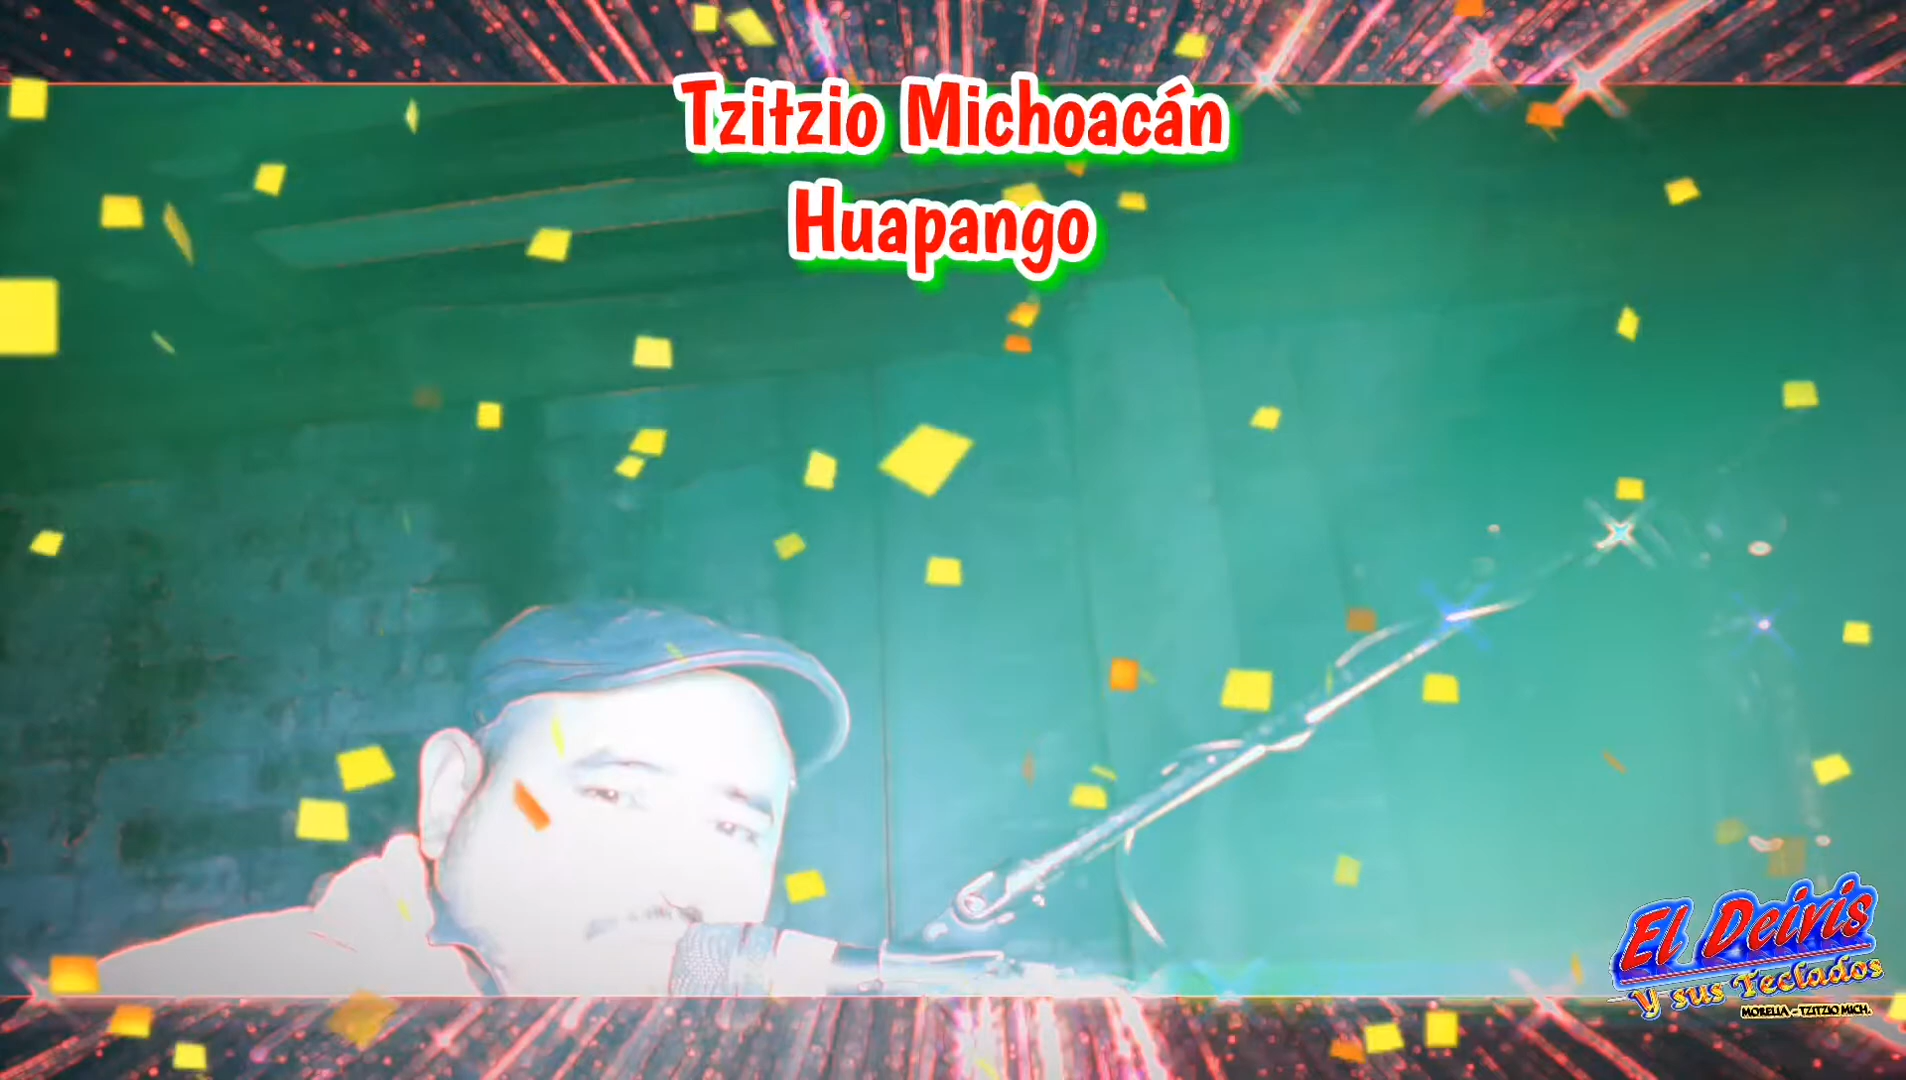 Tzitzio Michoacán
Huapango
El Deivis
y sus Teclados
MORELIA - TZITZIO MICH.